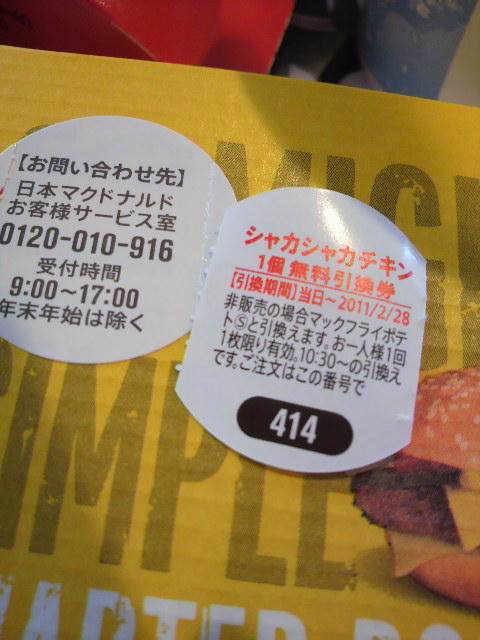 【お問い合わせ先】
日本マクドナルド
お客様サービス室
0120-010-916
受付時間
9:00～17:00
年末年始は除く
シャカシャカチキン
1個無料引換券
【引換期間】当日～2011/2/28
非販売の場合マックフライポテ
トⓈと引換えます。お一人様1回
1枚限り有効。10:30～の引換え
です。ご注文はこの番号で
414
SIMPLE